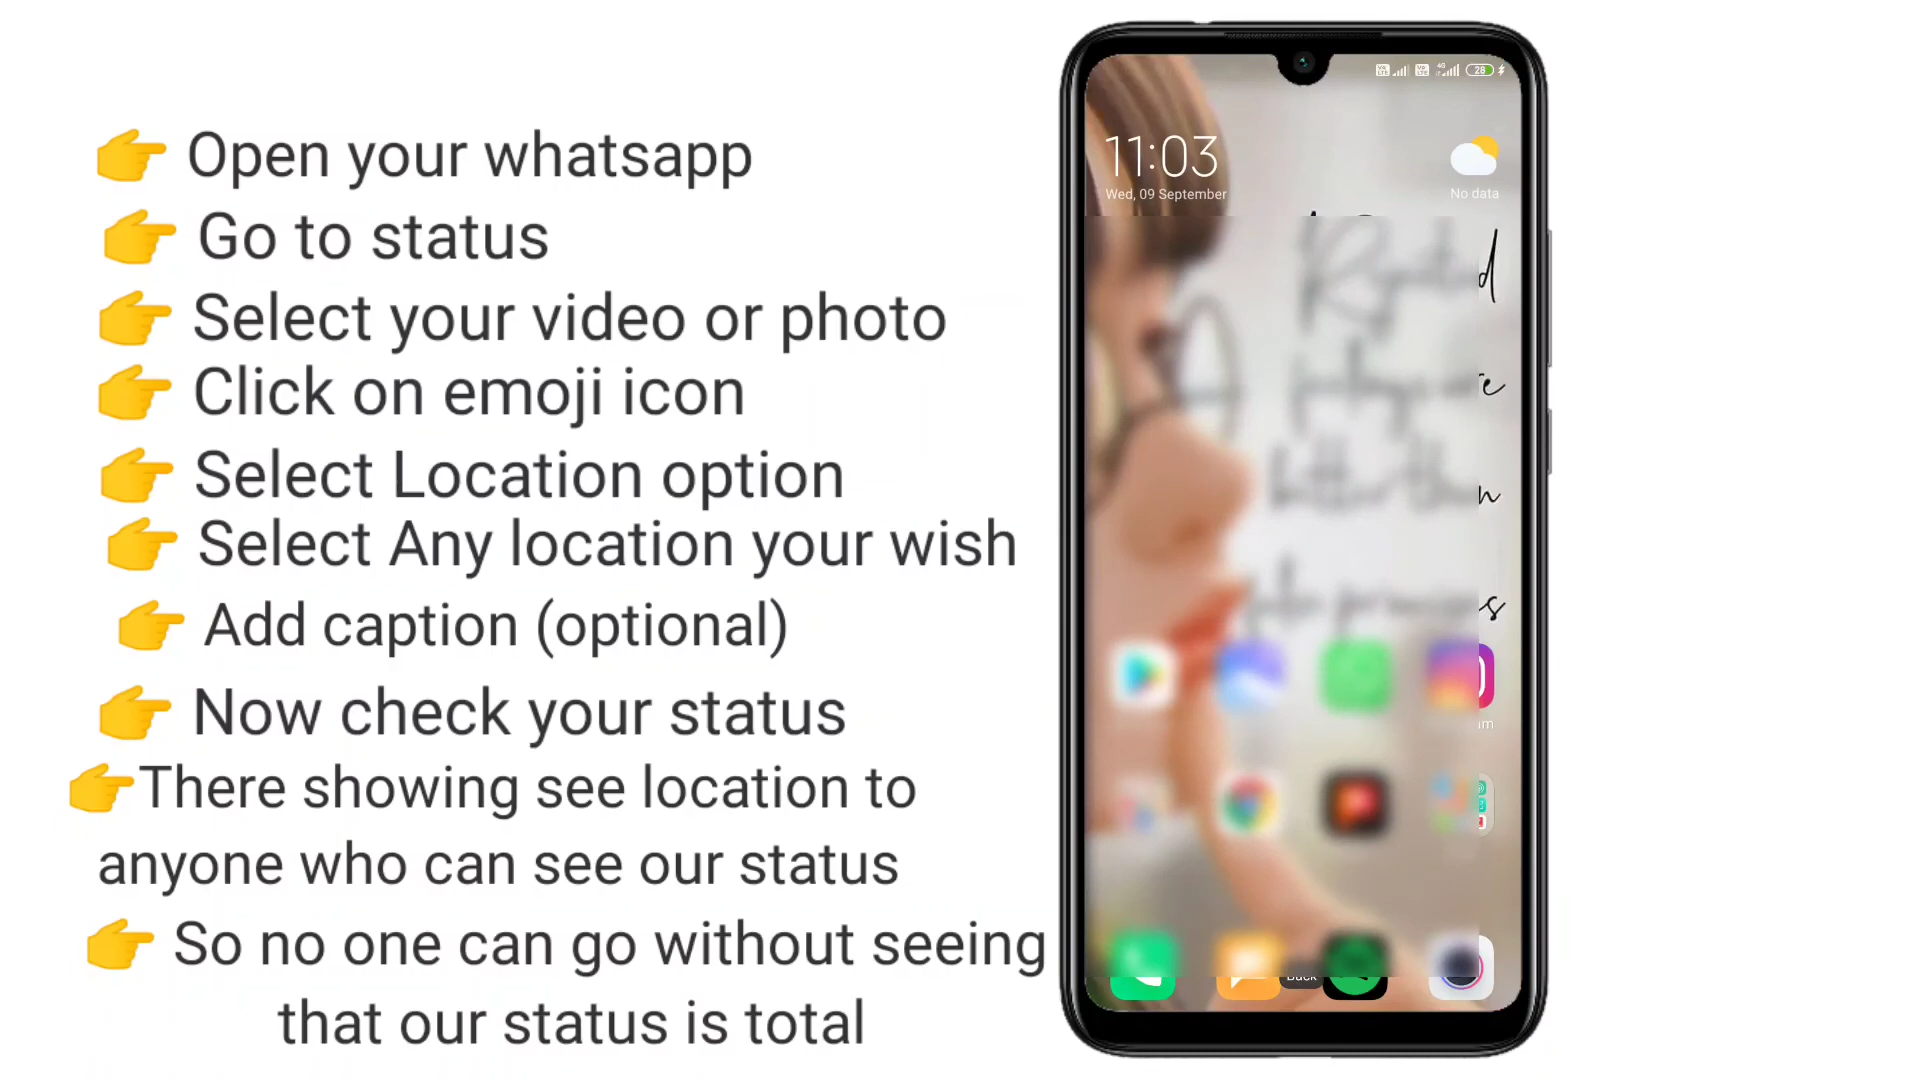 👉 Open your whatsapp
👉 Go to status
👉 Select your video or photo
👉 Click on emoji icon
👉 Select Location option
👉 Select Any location your wish
👉 Add caption (optional)
👉 Now check your status
👉There showing see location to
anyone who can see our status
👉 So no one can go without seeing
that our status is total
28
11:03
Wed, 09 September
No data
Back